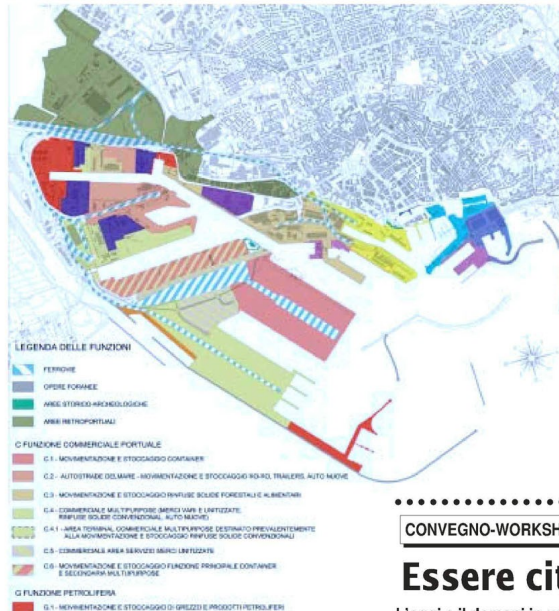 LEGENDA DELLE FUNZIONI
FERROVIE
OPERE FORANEE
AREE STORICO-ARCHEOLOGICHE
AREE RETROPORTUALI
C FUNZIONE COMMERCIALE PORTUALE
C.1 - MOVIMENTAZIONE E STOCCAGGIO CONTAINER
C.2 - AUTOSTRADE DELMARE - MOVIMENTAZIONE E STOCCAGGIO RO-RO, TRAILERS, AUTO NUOVE
C.3 - MOVIMENTAZIONE E STOCCAGGIO RINFUSE SOLIDE FORESTALI E ALIMENTARI
C.4 - COMMERCIALE MULTIPURPOSE (MERCI VARIE UNITIZZATE,
RINFUSE SOLIDE CONVENZIONALI, AUTO NUOVE)
C.4.1 - AREA TERMINAL COMMERCIALE MULTIPURPOSE DESTINATO PREVALENTEMENTE
ALLA MOVIMENTAZIONE E STOCCAGGIO RINFUSE SOLIDE CONVENZIONALI
C.5 - COMMERCIALE AREA SERVIZIO MERCI UNITIZZATE
C.6 - MOVIMENTAZIONE E STOCCAGGIO FUNZIONE PRINCIPALE CONTAINER
E SECONDARIA MULTIPURPOSE
G FUNZIONE PETROLIFERA
G.1 - MOVIMENTAZIONE E STOCCAGGIO DI GREZZO E PRODOTTI PETROLIFERI
CONVEGNO-WORKSH
Essere cit